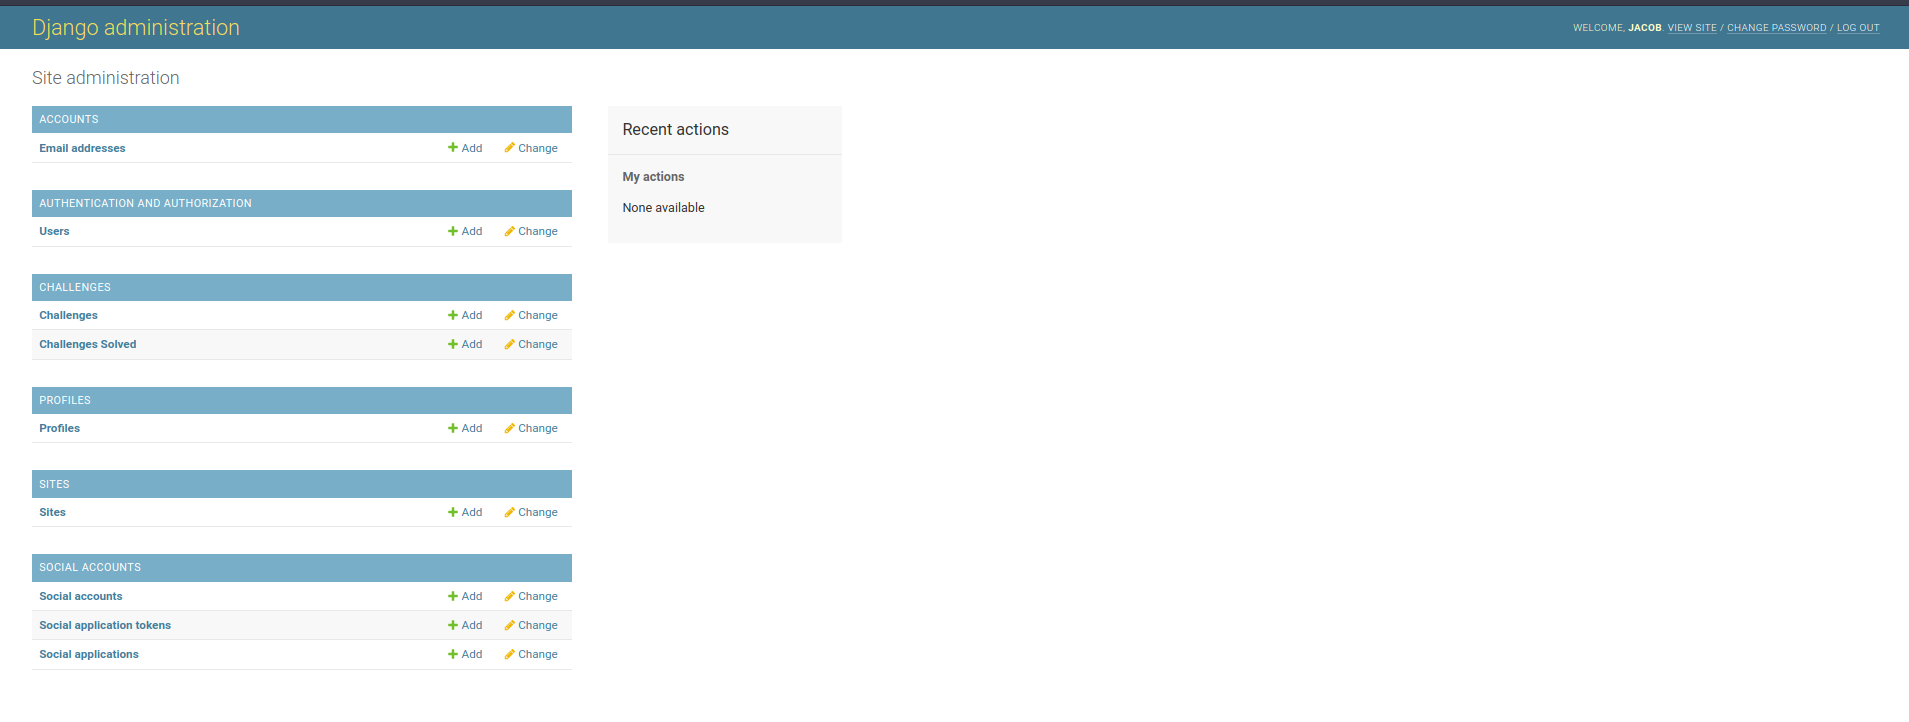 Django administration
WELCOME, JACOB. VIEW SITE / CHANGE PASSWORD / LOG OUT
Site administration
ACCOUNTS
Email addresses Add Change
AUTHENTICATION AND AUTHORIZATION
Users Add Change
CHALLENGES
Challenges Add Change
Challenges Solved Add Change
PROFILES
Profiles Add Change
SITES
Sites Add Change
SOCIAL ACCOUNTS
Social accounts Add Change
Social application tokens Add Change
Social applications Add Change
Recent actions
My actions
None available